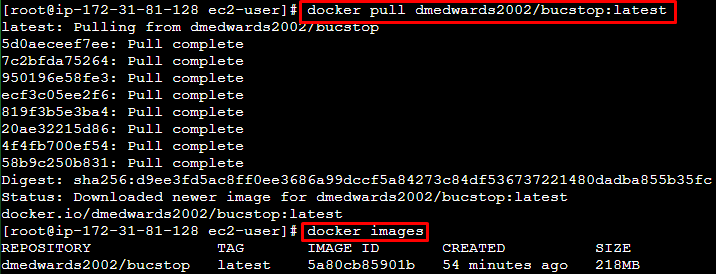 [root@ip-172-31-81-128 ec2-user]# docker pull dmedwards2002/bucstop:latest
latest: Pulling from dmedwards2002/bucstop
5d0aeceef7ee: Pull complete
7c2bfda75264: Pull complete
950196e58fe3: Pull complete
ecf3c05ee2f6: Pull complete
819f3b5e3ba4: Pull complete
20ae32215d86: Pull complete
4f4fb700ef54: Pull complete
58b9c250b831: Pull complete
Digest: sha256:d9ee3fd5ac8ff0ee3686a99dccf5a84273c84df536737221480dadba855b35fc
Status: Downloaded newer image for dmedwards2002/bucstop:latest
docker.io/dmedwards2002/bucstop:latest
[root@ip-172-31-81-128 ec2-user]# docker images
REPOSITORY TAG IMAGE ID CREATED SIZE
dmedwards2002/bucstop latest 5a80cb85901b 54 minutes ago 218MB